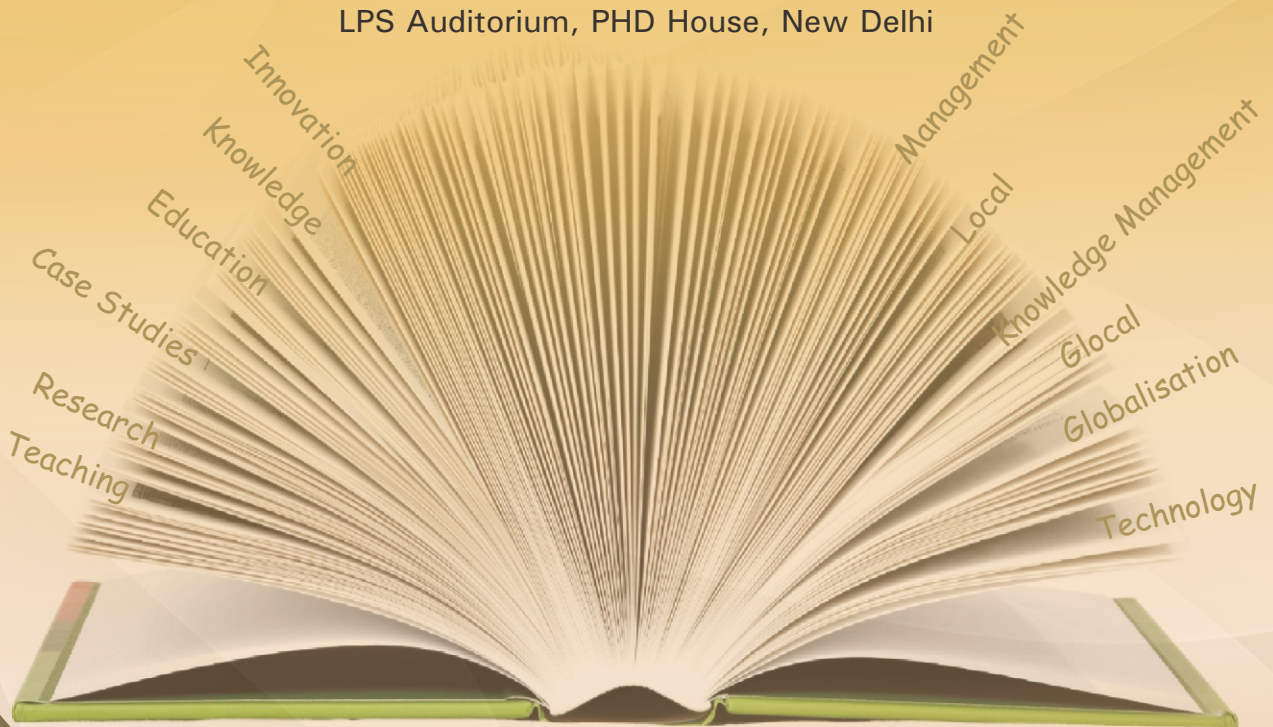 LPS Auditorium, PHD House, New Delhi
Innovation
Knowledge
Education
Case Studies
Research
Teaching
Management
Local
Knowledge Management
Glocal
Globalisation
Technology